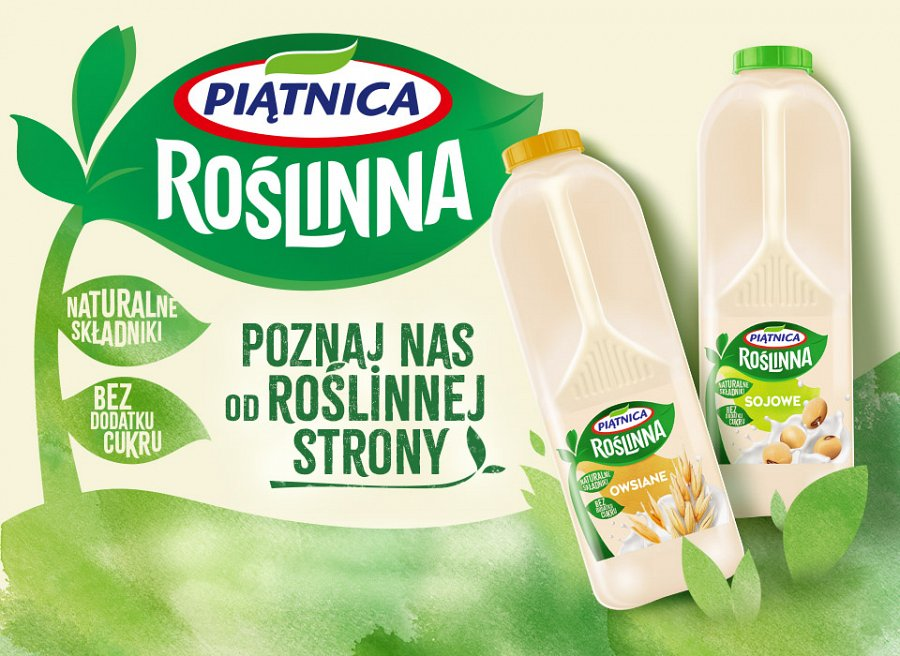 PIĄTNICA
ROŚLINNA
NATURALNE
SKŁADNIKI
BEZ
DODATKU
CUKRU
POZNAJ NAS
OD ROŚLINNEJ
STRONY
PIĄTNICA
ROŚLINNA
NATURALNE
SKŁADNIKI
OWSIANE
BEZ
DODATKU
CUKRU
PIĄTNICA
ROŚLINNA
NATURALNE
SKŁADNIKI
SOJOWE
BEZ
DODATKU
CUKRU